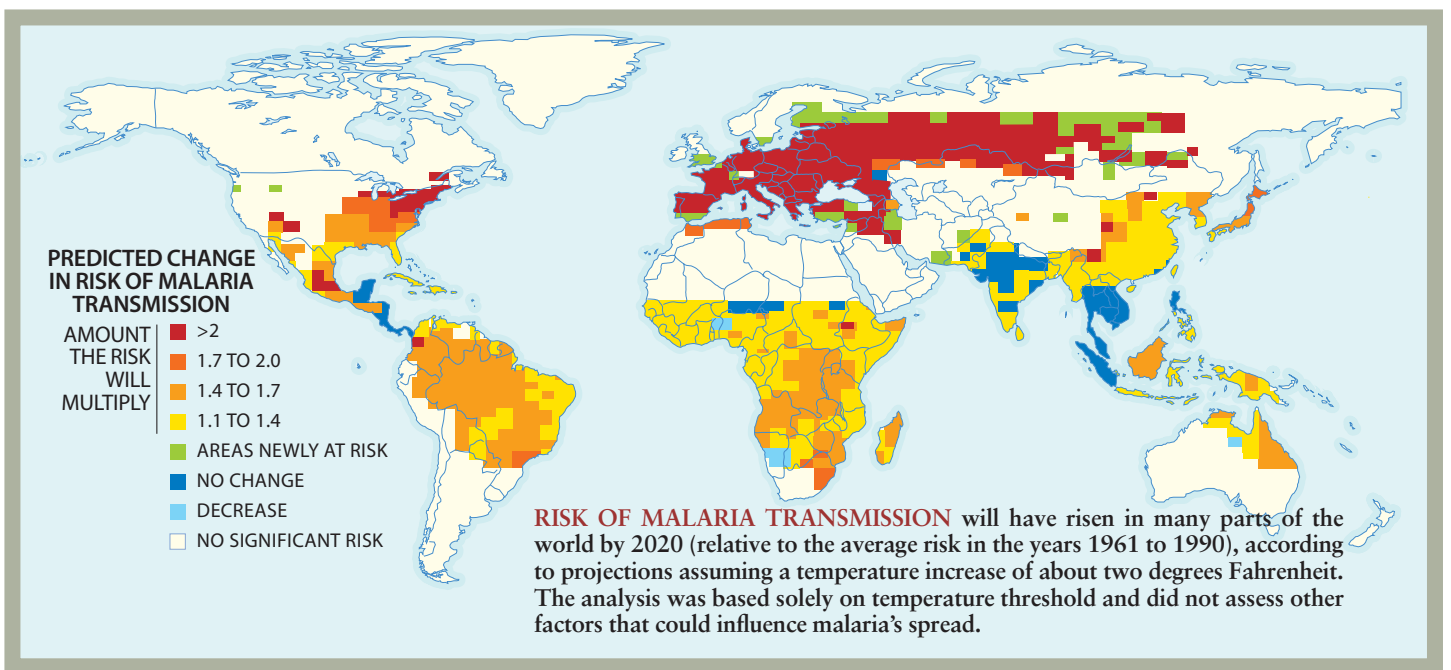 PREDICTED CHANGE
IN RISK OF MALARIA
TRANSMISSION
AMOUNT
THE RISK
WILL
MULTIPLY
>2
1.7 TO 2.0
1.4 TO 1.7
1.1 TO 1.4
AREAS NEWLY AT RISK
NO CHANGE
DECREASE
NO SIGNIFICANT RISK
RISK OF MALARIA TRANSMISSION will have risen in many parts of the
world by 2020 (relative to the average risk in the years 1961 to 1990), according
to projections assuming a temperature increase of about two degrees Fahrenheit.
The analysis was based solely on temperature threshold and did not assess other
factors that could influence malaria’s spread.